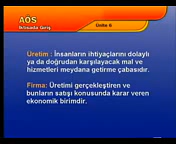 AÖS
İktisada Giriş
Ünite 6
Üretim : İnsanların ihtiyaçlarını dolaylı
ya da doğrudan karşılayacak mal ve
hizmetleri meydana getirme çabasıdır.
Firma: Üretimi gerçekleştiren ve
bunların satışı konusunda karar veren
ekonomik birimdir.